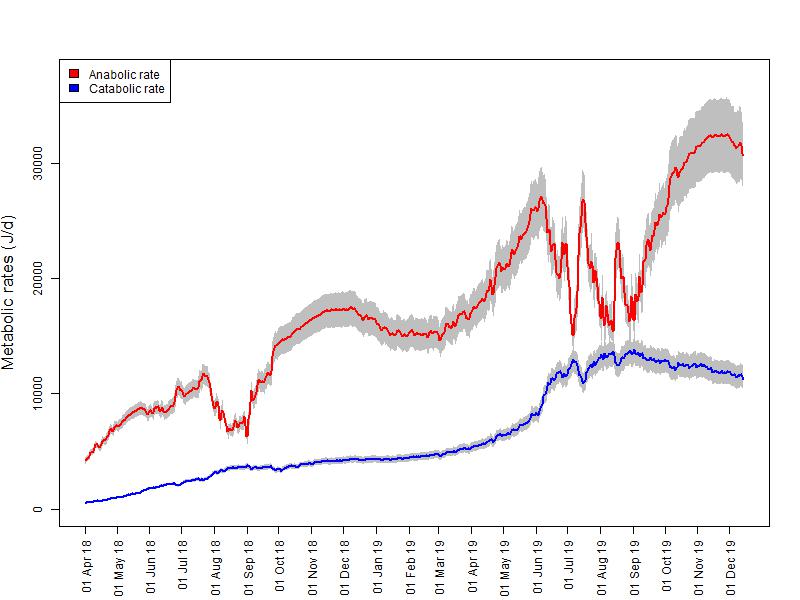 Anabolic rate
Catabolic rate
Metabolic rates (J/d)
30000
20000
10000
0
01 Apr 18
01 May 18
01 Jun 18
01 Jul 18
01 Aug 18
01 Sep 18
01 Oct 18
01 Nov 18
01 Dec 18
01 Jan 19
01 Feb 19
01 Mar 19
01 Apr 19
01 May 19
01 Jun 19
01 Jul 19
01 Aug 19
01 Sep 19
01 Oct 19
01 Nov 19
01 Dec 19